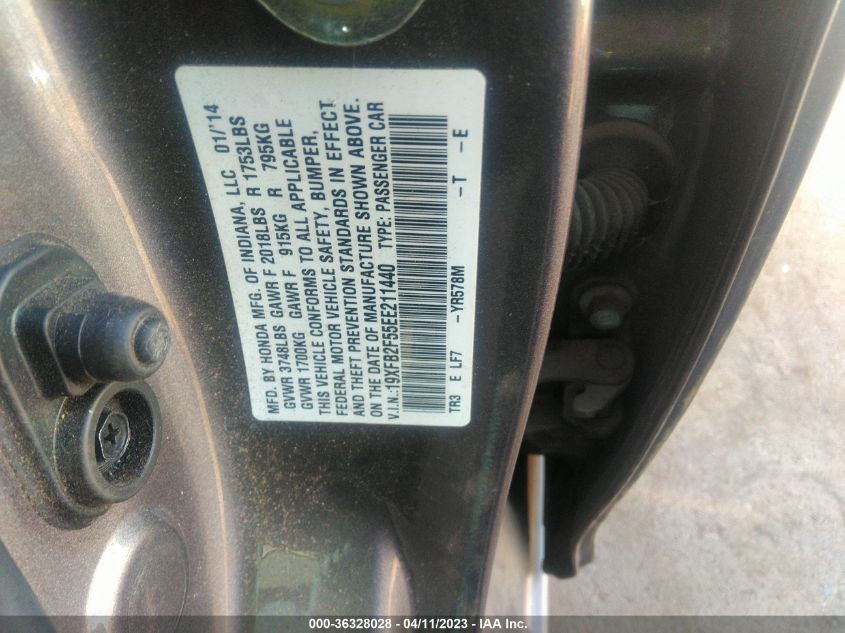 MFD. BY HONDA MFG. OF INDIANA, LLC 01/14
GVWR 3748LBS GAWR F 2018LBS R 1753LBS
GVWR 1700KG GAWR F 915KG R 795KG
THIS VEHICLE CONFORMS TO ALL APPLICABLE
FEDERAL MOTOR VEHICLE SAFETY, BUMPER,
AND THEFT PREVENTION STANDARDS IN EFFECT
ON THE DATE OF MANUFACTURE SHOWN ABOVE.
V.I.N.:19XFB2F55EE211440 TYPE: PASSENGER CAR
TR3 E LF7 -YR578M -T -E
000-36328028 - 04/11/2023 - IAA Inc.